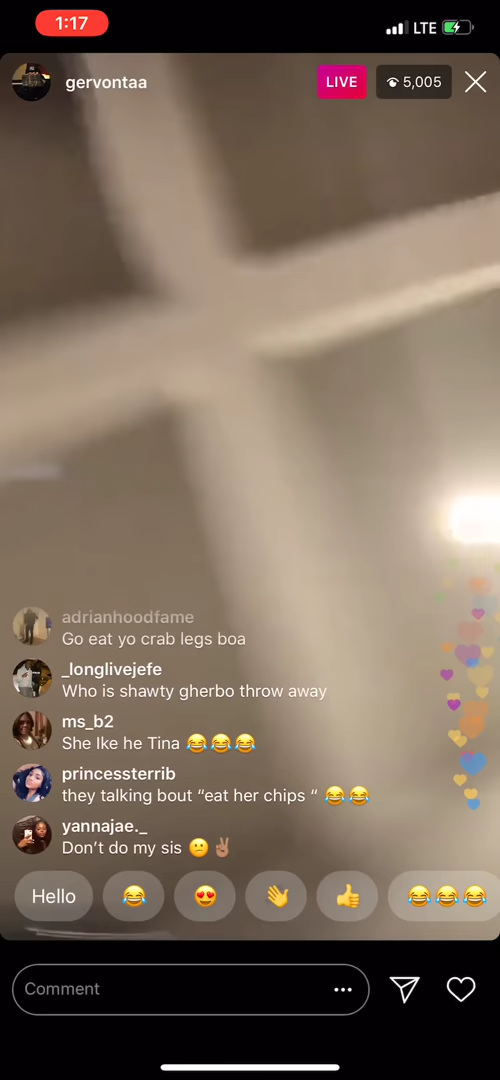 1:17
LTE
gervontaa
LIVE
5,005
adrianhoodfame
Go eat yo crab legs boa
_longlivejefe
Who is shawty gherbo throw away
ms_b2
She Ike he Tina 😂😂😂
princessterrib
they talking bout “eat her chips “ 😂😂
yannajae._
Don’t do my sis 😕✌🏽
Hello 😂 😍 👋 👍 😂😂😂
Comment